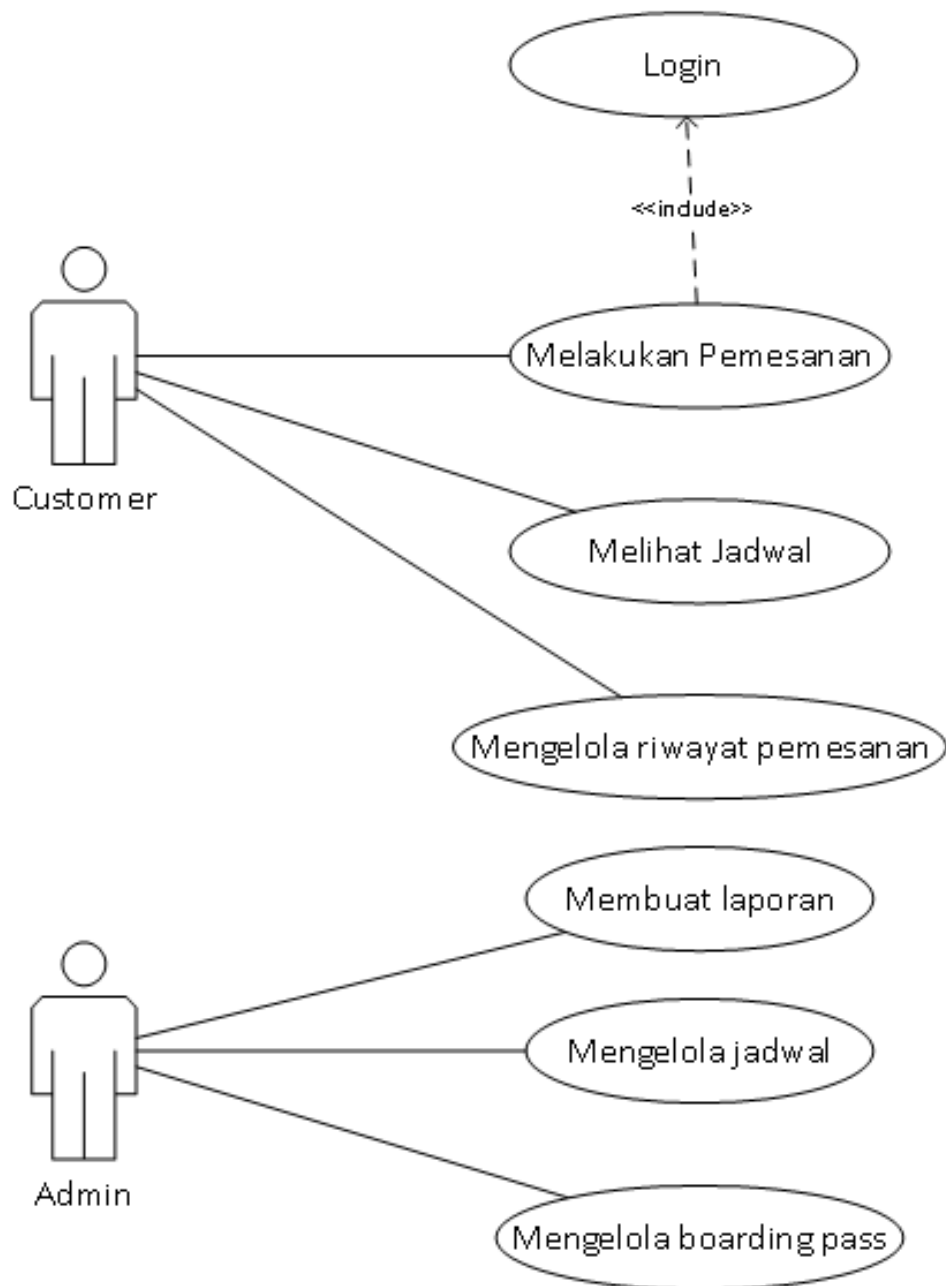 Login
<<include>>
Melakukan Pemesanan
Customer
Melihat Jadwal
Mengelola riwayat pemesanan
Membuat laporan
Mengelola jadwal
Admin
Mengelola boarding pass